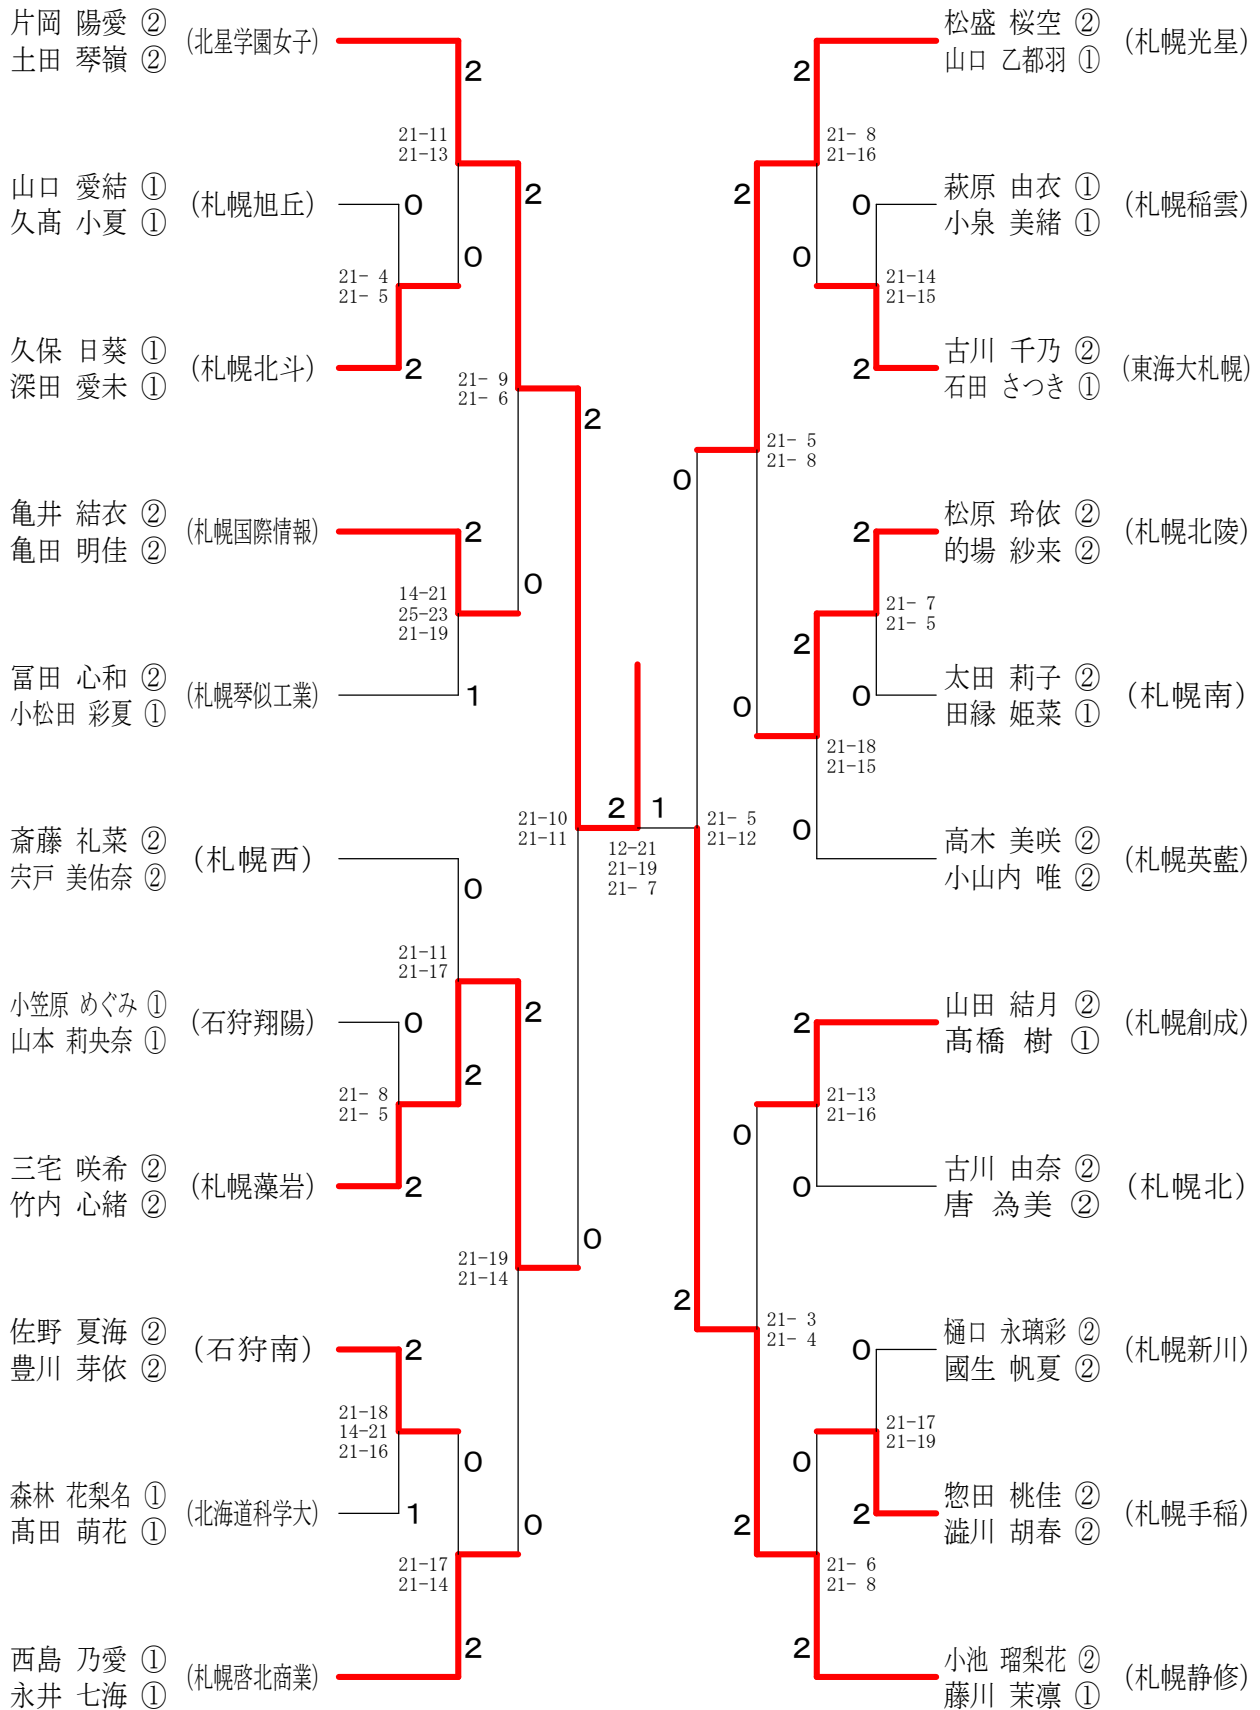 片岡 陽愛 ②
土田 琴嶺 ②
(北星学園女子)
2
21-11
21-13
山口 愛結 ①
久髙 小夏 ①
(札幌旭丘)
0
2
0
21- 4
21- 5
久保 日葵 ①
深田 愛未 ①
(札幌北斗)
2
21- 9
21- 6
2
亀井 結衣 ②
亀田 明佳 ②
(札幌国際情報)
2
0
14-21
25-23
21-19
冨田 心和 ②
小松田 彩夏 ①
(札幌琴似工業)
1
斎藤 礼菜 ②
宍戸 美佑奈 ②
(札幌西)
0
21-10
21-11
2
1
12-21
21-19
21- 7
21-11
21-17
小笠原 めぐみ ①
山本 莉央奈 ①
(石狩翔陽)
0
2
2
21- 8
21- 5
三宅 咲希 ②
竹内 心緒 ②
(札幌藻岩)
2
0
21-19
21-14
佐野 夏海 ②
豊川 芽依 ②
(石狩南)
2
21-18
14-21
21-16
0
森林 花梨名 ①
髙田 萌花 ①
(北海道科学大)
1
0
21-17
21-14
西島 乃愛 ①
永井 七海 ①
(札幌啓北商業)
2
松盛 桜空 ②
山口 乙都羽 ①
(札幌光星)
2
21- 8
21-16
萩原 由衣 ①
小泉 美緒 ①
(札幌稲雲)
2
0
0
21-14
21-15
古川 千乃 ②
石田 さつき ①
(東海大札幌)
2
21- 5
21- 8
0
松原 玲依 ②
的場 紗来 ②
(札幌北陵)
2
21- 7
21- 5
2
太田 莉子 ②
田縁 姫菜 ①
(札幌南)
0
0
21-18
21-15
高木 美咲 ②
小山内 唯 ②
(札幌英藍)
0
21- 5
21-12
山田 結月 ②
髙橋 樹 ①
(札幌創成)
2
21-13
21-16
0
古川 由奈 ②
唐 為美 ②
(札幌北)
0
2
21- 3
21- 4
樋口 永璃彩 ②
國生 帆夏 ②
(札幌新川)
0
21-17
21-19
0
惣田 桃佳 ②
澁川 胡春 ②
(札幌手稲)
2
2
21- 6
21- 8
小池 瑠梨花 ②
藤川 茉凛 ①
(札幌静修)
2